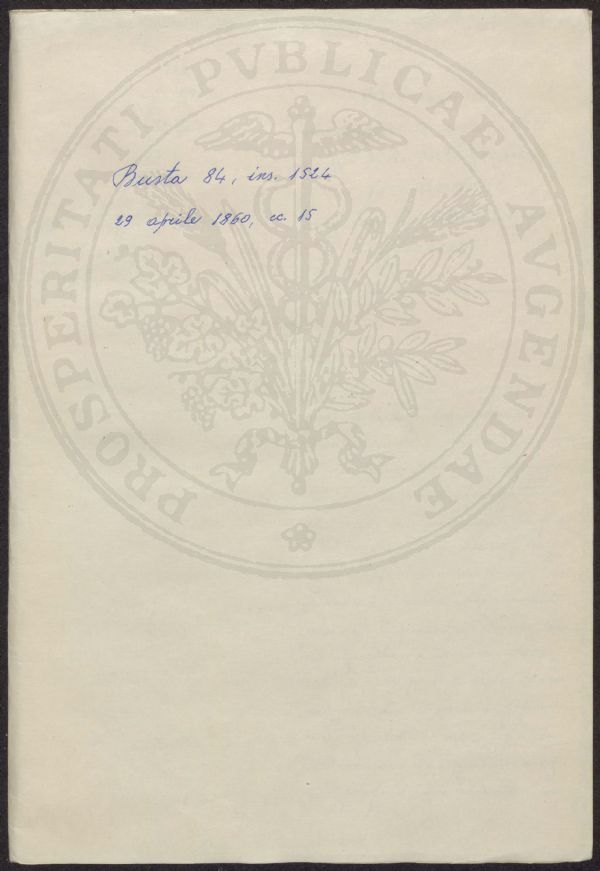 PROSPERITATI PVBLICAE AVGENDAE
Busta 84, ins. 1524
29 aprile 1860, cc. 15